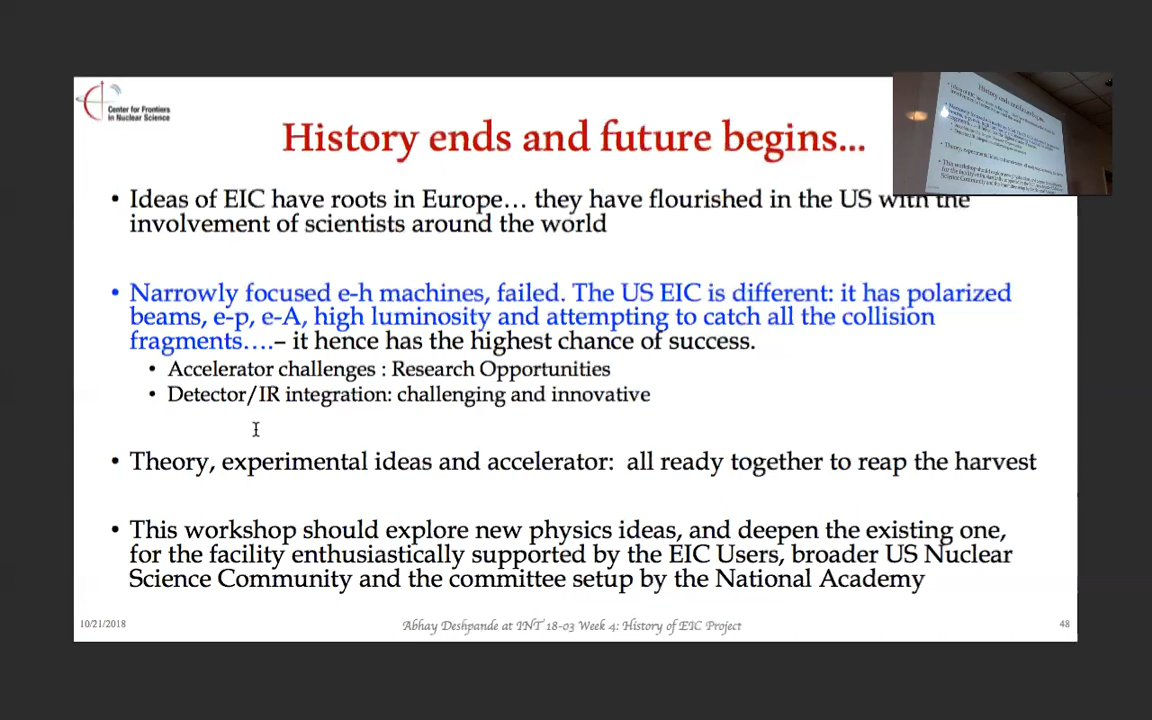 Center for Frontiers
in Nuclear Science
History ends and future begins...
• Ideas of EIC have roots in Europe… they have flourished in the US with the
involvement of scientists around the world
• Narrowly focused e-h machines, failed. The US EIC is different: it has polarized
beams, e-p, e-A, high luminosity and attempting to catch all the collision
fragments….– it hence has the highest chance of success.
• Accelerator challenges : Research Opportunities
• Detector/IR integration: challenging and innovative
• Theory, experimental ideas and accelerator: all ready together to reap the harvest
• This workshop should explore new physics ideas, and deepen the existing one,
for the facility enthusiastically supported by the EIC Users, broader US Nuclear
Science Community and the committee setup by the National Academy
10/21/2018
Abhay Deshpande at INT 18-03 Week 4: History of EIC Project
48
History ends and future begins...